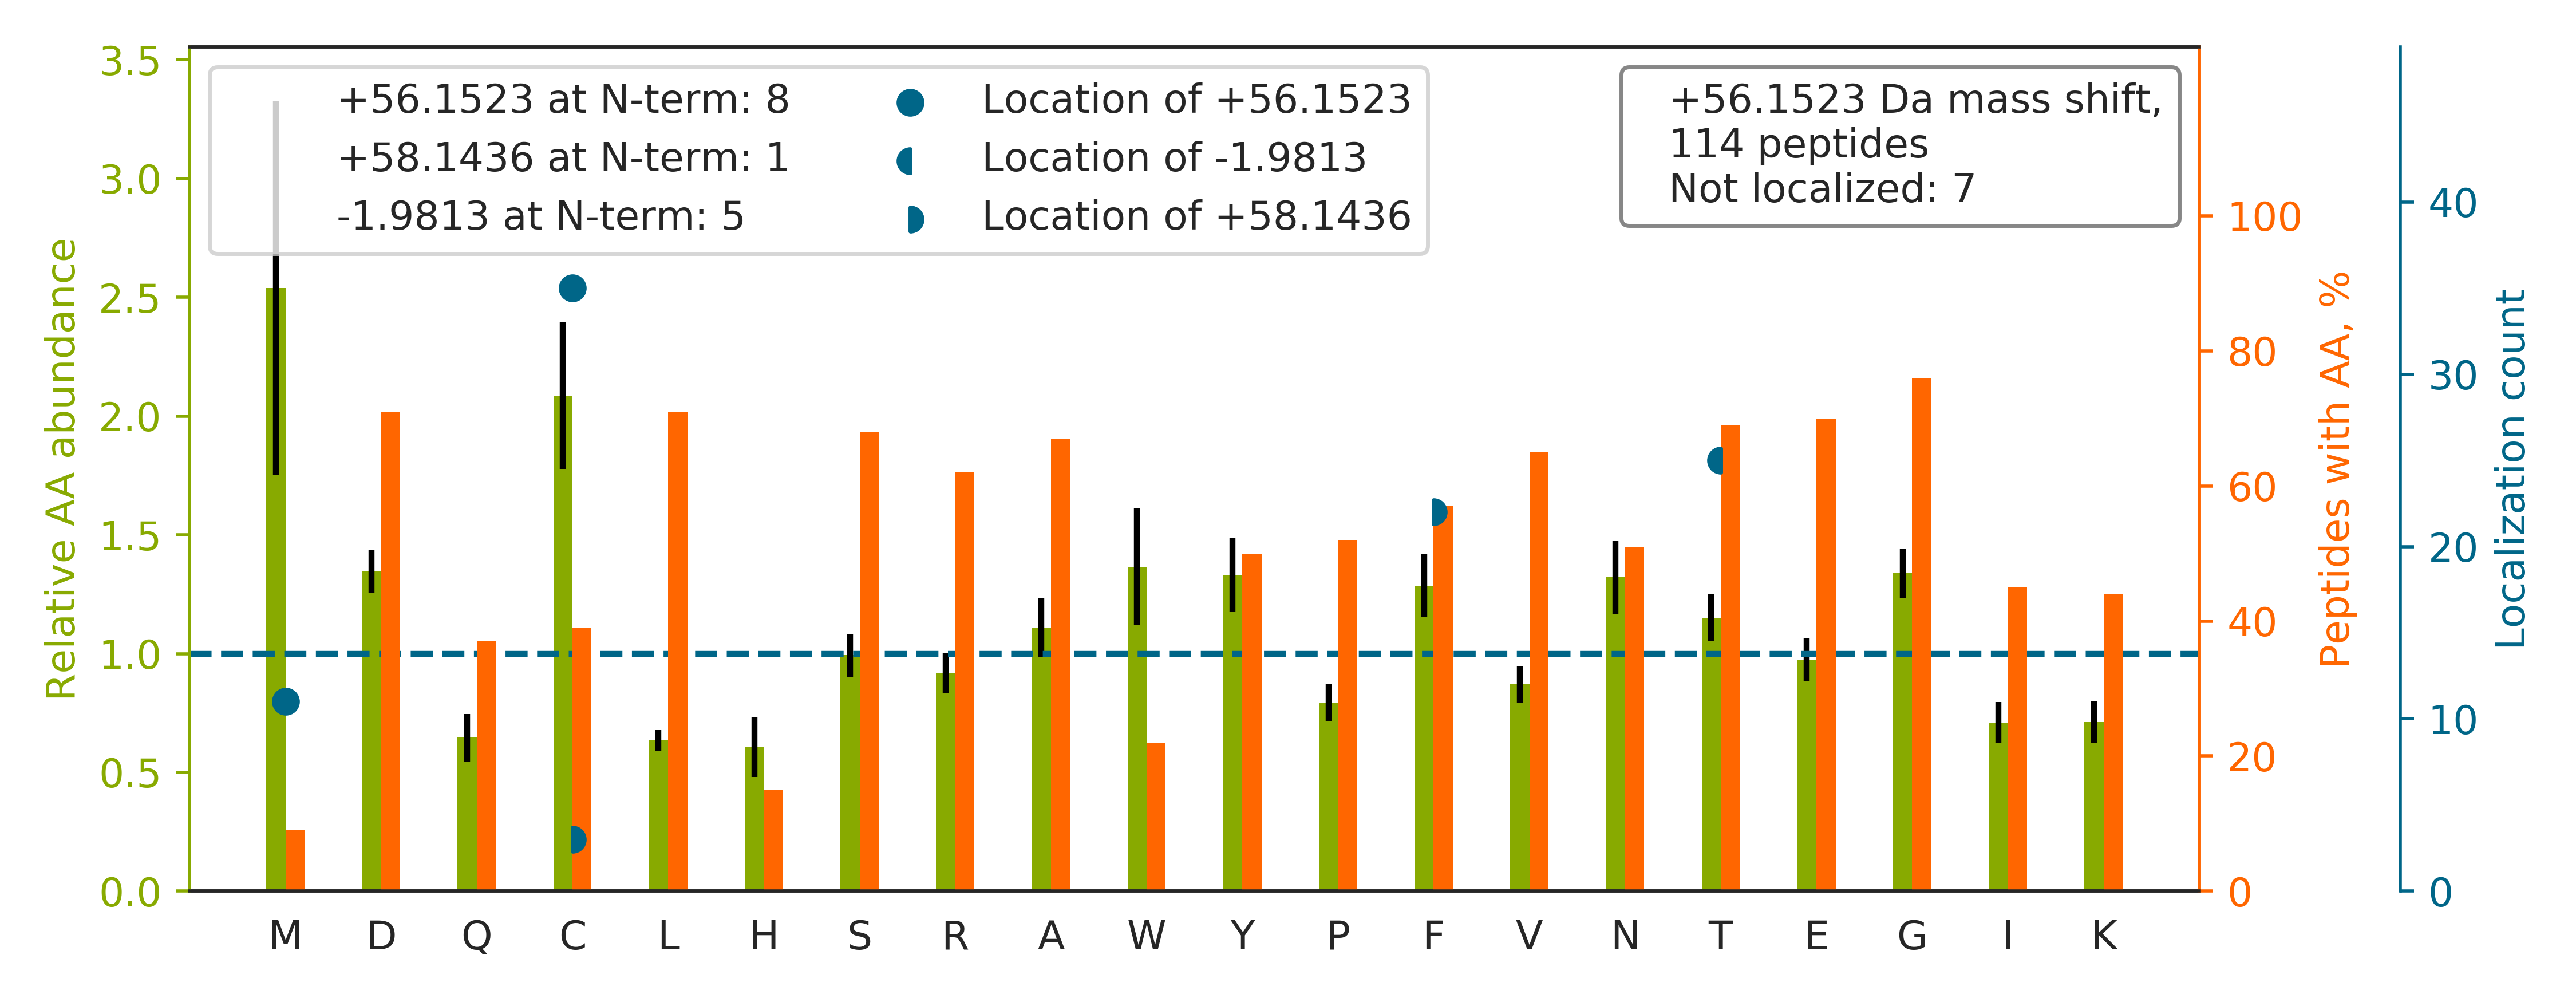 +56.1523 at N-term: 8
+58.1436 at N-term: 1
-1.9813 at N-term: 5
Location of +56.1523
Location of -1.9813
Location of +58.1436
+56.1523 Da mass shift,
114 peptides
Not localized: 7
Relative AA abundance
3.5
3.0
2.5
2.0
1.5
1.0
0.5
0.0
M D Q C L H S R A W Y P F V N T E G I K
100
80
60
40
20
0
Peptides with AA, %
40
30
20
10
0
Localization count